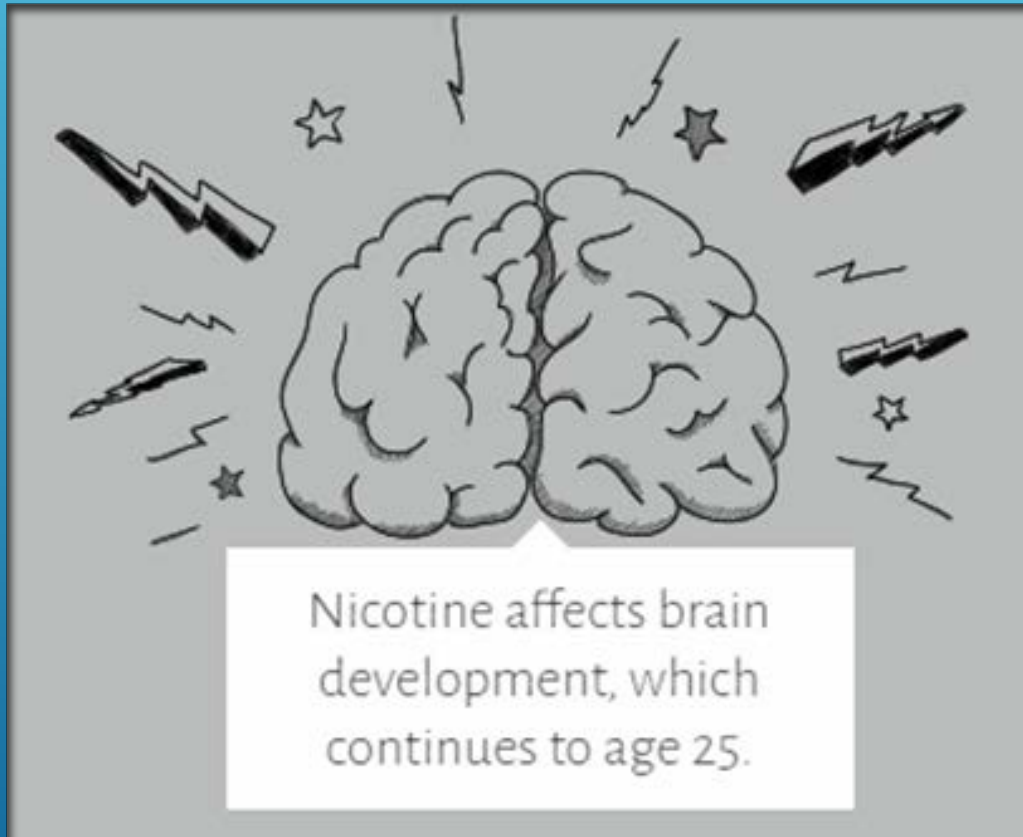 Nicotine affects brain
development, which
continues to age 25.